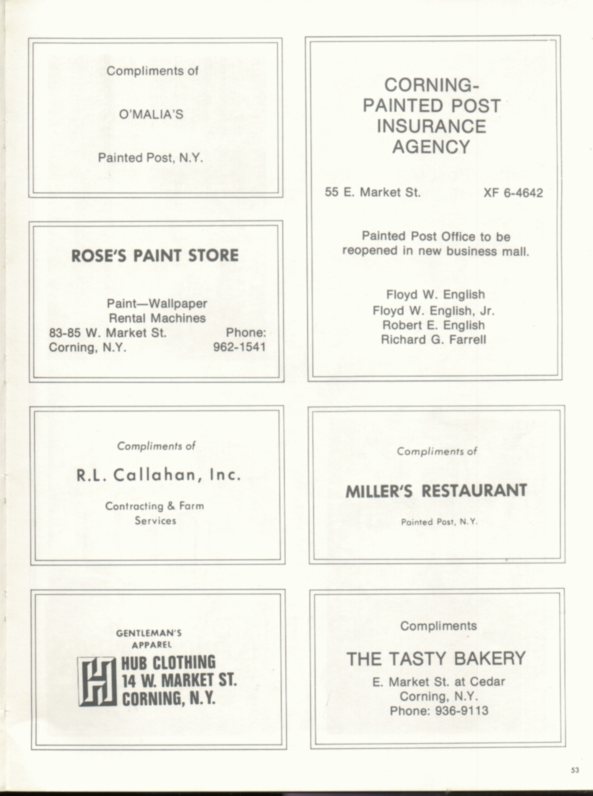 Compliments of
O'MALIA'S
Painted Post, N.Y.
CORNING-
PAINTED POST
INSURANCE
AGENCY
55 E. Market St. XF 6-4642
Painted Post Office to be
reopened in new business mall.
Floyd W. English
Floyd W. English, Jr.
Robert E. English
Richard G. Farrell
ROSE'S PAINT STORE
Paint—Wallpaper
Rental Machines
83-85 W. Market St. Phone:
Corning, N.Y. 962-1541
Compliments of
R.L. Callahan, Inc.
Contracting & Farm
Services
Compliments of
MILLER'S RESTAURANT
Painted Post, N.Y.
GENTLEMAN'S
APPAREL
H HUB CLOTHING
14 W. MARKET ST.
CORNING, N.Y.
Compliments
THE TASTY BAKERY
E. Market St. at Cedar
Corning, N.Y.
Phone: 936-9113
53